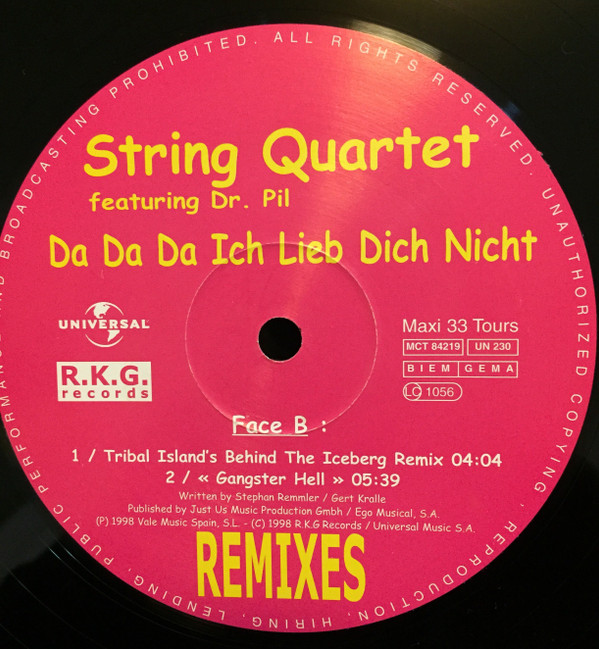 String Quartet
featuring Dr. Pil
Da Da Da Ich Lieb Dich Nicht
UNIVERSAL
R.K.G.
records
Maxi 33 Tours
MCT 84219 UN 230
BIEM GEMA
LC 1056
Face B :
1 / Tribal Island's Behind The Iceberg Remix 04:04
2 / « Gangster Hell » 05:39
Written by Stephan Remmler / Gert Kralle
Published by Just Us Music Production GmbH / Ego Musical, S.A.
(P) 1998 Vale Music Spain, S.L. - (C) 1998 R.K.G Records / Universal Music S.A.
REMIXES
ALL RIGHTS RESERVED. UNAUTHORIZED COPYING, REPRODUCTION, HIRING, LENDING, PUBLIC PERFORMANCE AND BROADCASTING PROHIBITED.